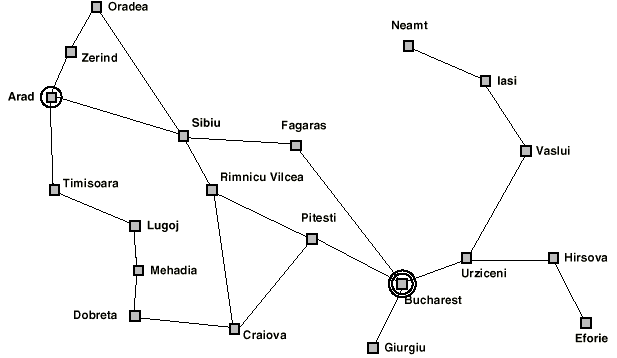 Oradea
Neamt
Zerind
Iasi
Arad
Sibiu
Fagaras
Vaslui
Timisoara
Rimnicu Vilcea
Lugoj
Pitesti
Mehadia
Hirsova
Urziceni
Bucharest
Dobreta
Craiova
Eforie
Giurgiu